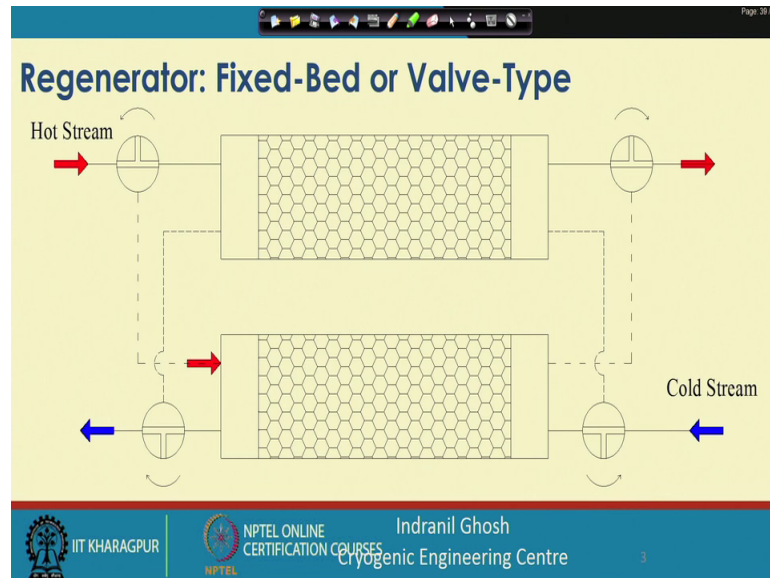 Page: 39 /
Regenerator: Fixed-Bed or Valve-Type
Hot Stream
Cold Stream
IIT KHARAGPUR
NPTEL
NPTEL ONLINE
CERTIFICATION COURSES
Indranil Ghosh
Cryogenic Engineering Centre
3